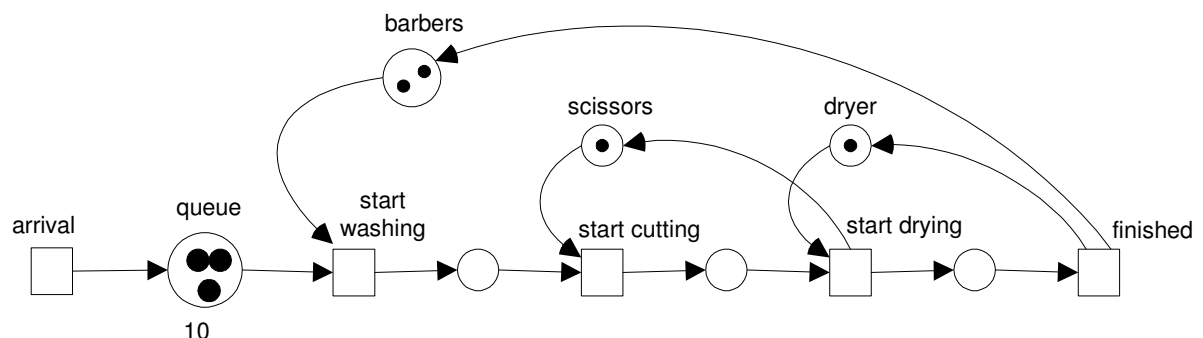 barbers
scissors
dryer
arrival
queue
start
washing
start cutting
start drying
finished
10